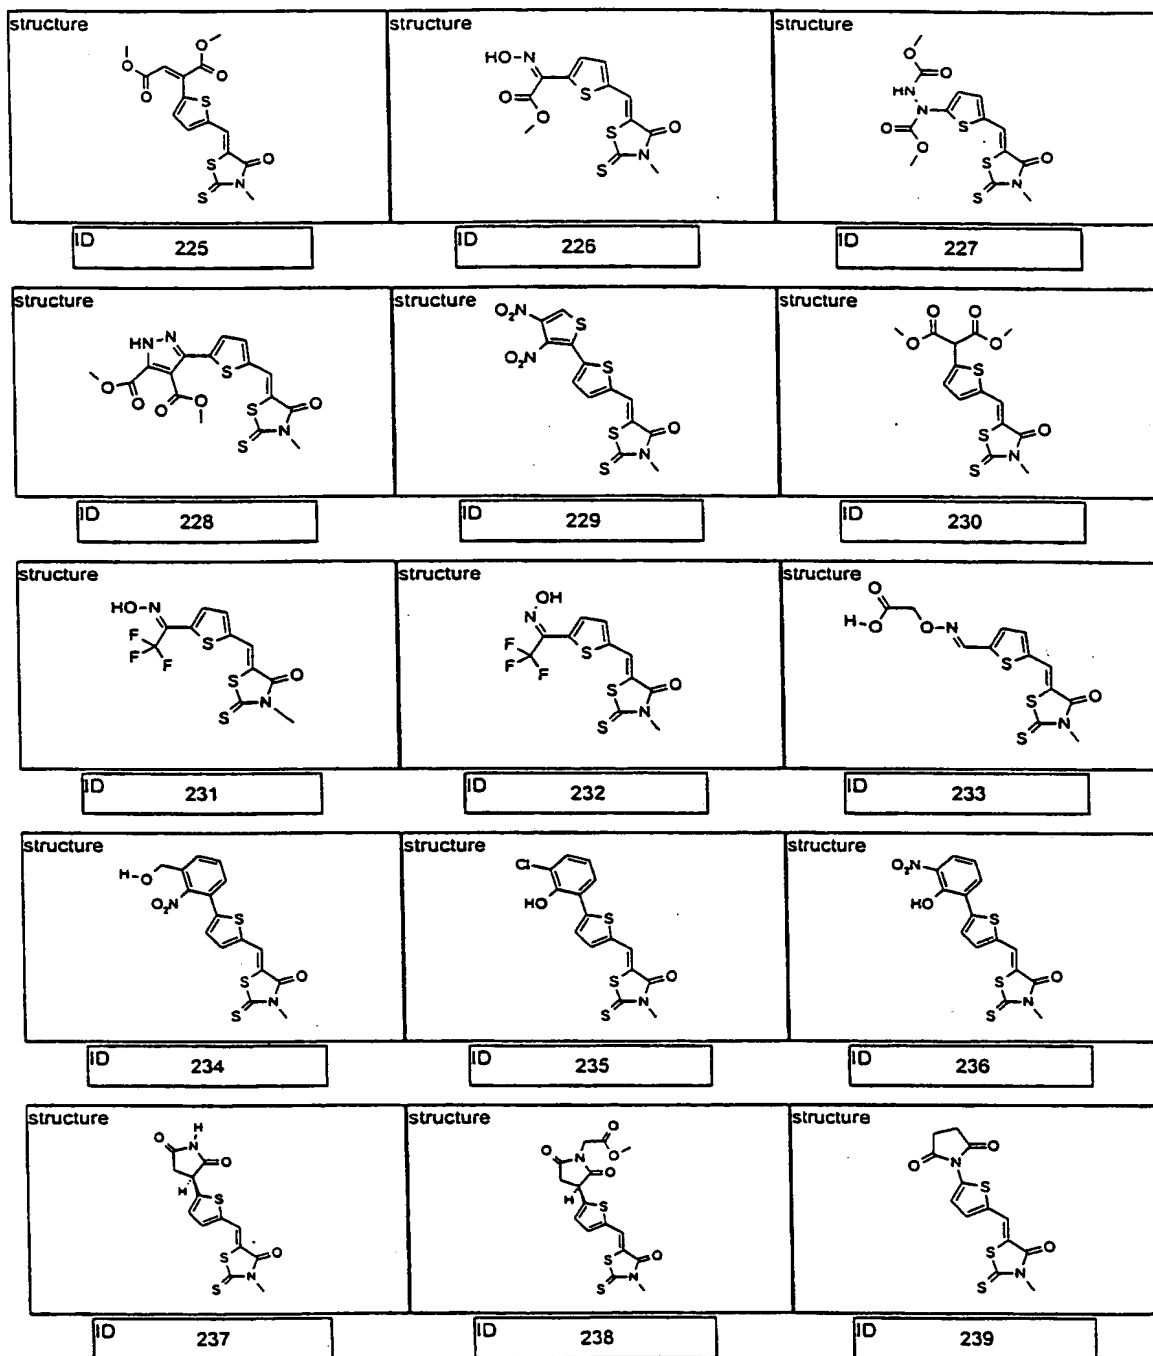 structure structure structure
ID 225 ID 226 ID 227
structure structure structure
ID 228 ID 229 ID 230
structure structure structure
ID 231 ID 232 ID 233
structure structure structure
ID 234 ID 235 ID 236
structure structure structure
ID 237 ID 238 ID 239